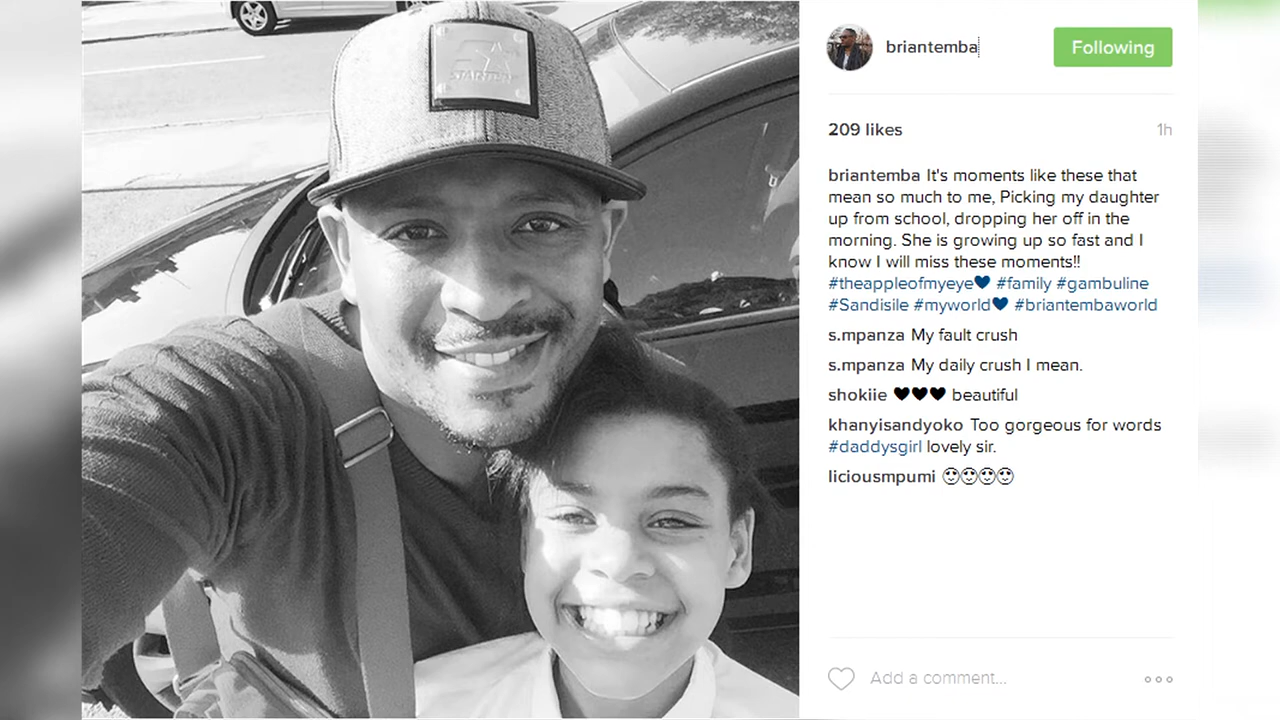 STARTER
briantemba
Following
209 likes
1h
briantemba It's moments like these that
mean so much to me, Picking my daughter
up from school, dropping her off in the
morning. She is growing up so fast and I
know I will miss these moments!!
#theappleofmyeye🖤 #family #gambuline
#Sandisile #myworld🖤 #briantembaworld
s.mpanza My fault crush
s.mpanza My daily crush I mean.
shokiie 🖤🖤🖤 beautiful
khanyisandyoko Too gorgeous for words
#daddysgirl lovely sir.
liciousmpumi 😍😍😍😍
Add a comment...